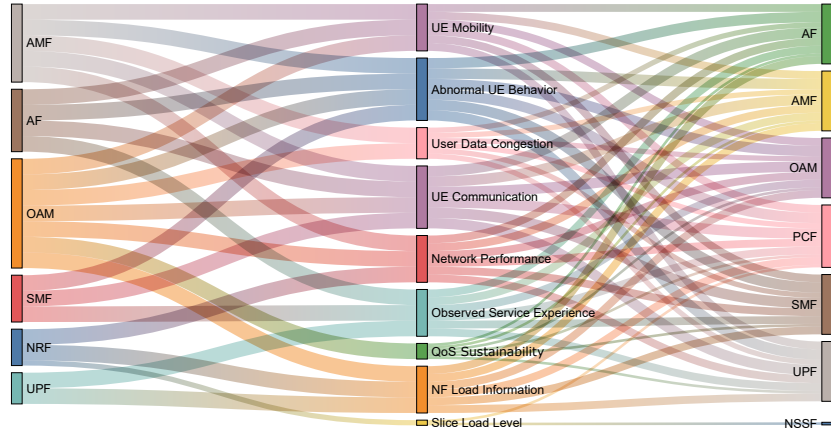 AMF
AF
OAM
SMF
NRF
UPF
UE Mobility
Abnormal UE Behavior
User Data Congestion
UE Communication
Network Performance
Observed Service Experience
QoS Sustainability
NF Load Information
Slice Load Level
AF
AMF
OAM
PCF
SMF
UPF
NSSF